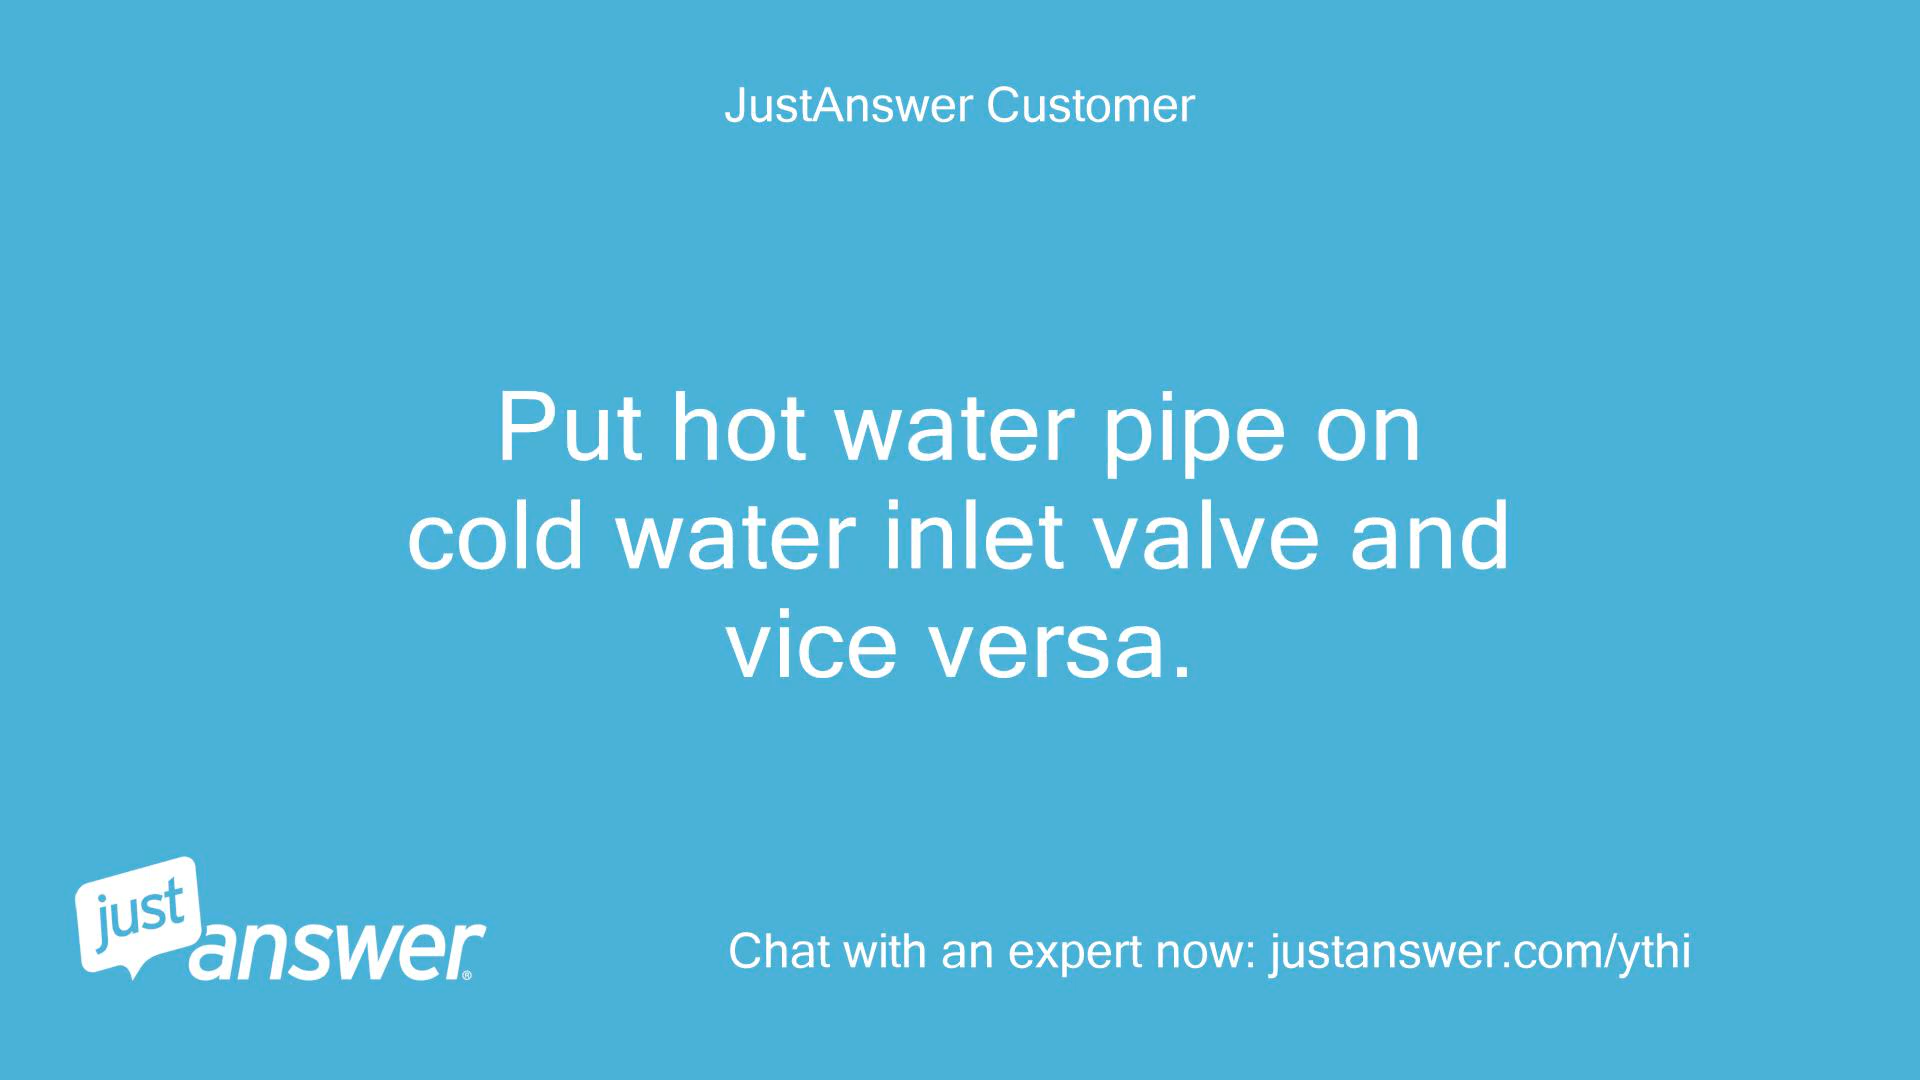 JustAnswer Customer
Put hot water pipe on
cold water inlet valve and
vice versa.
just
answer®
Chat with an expert now: justanswer.com/ythi